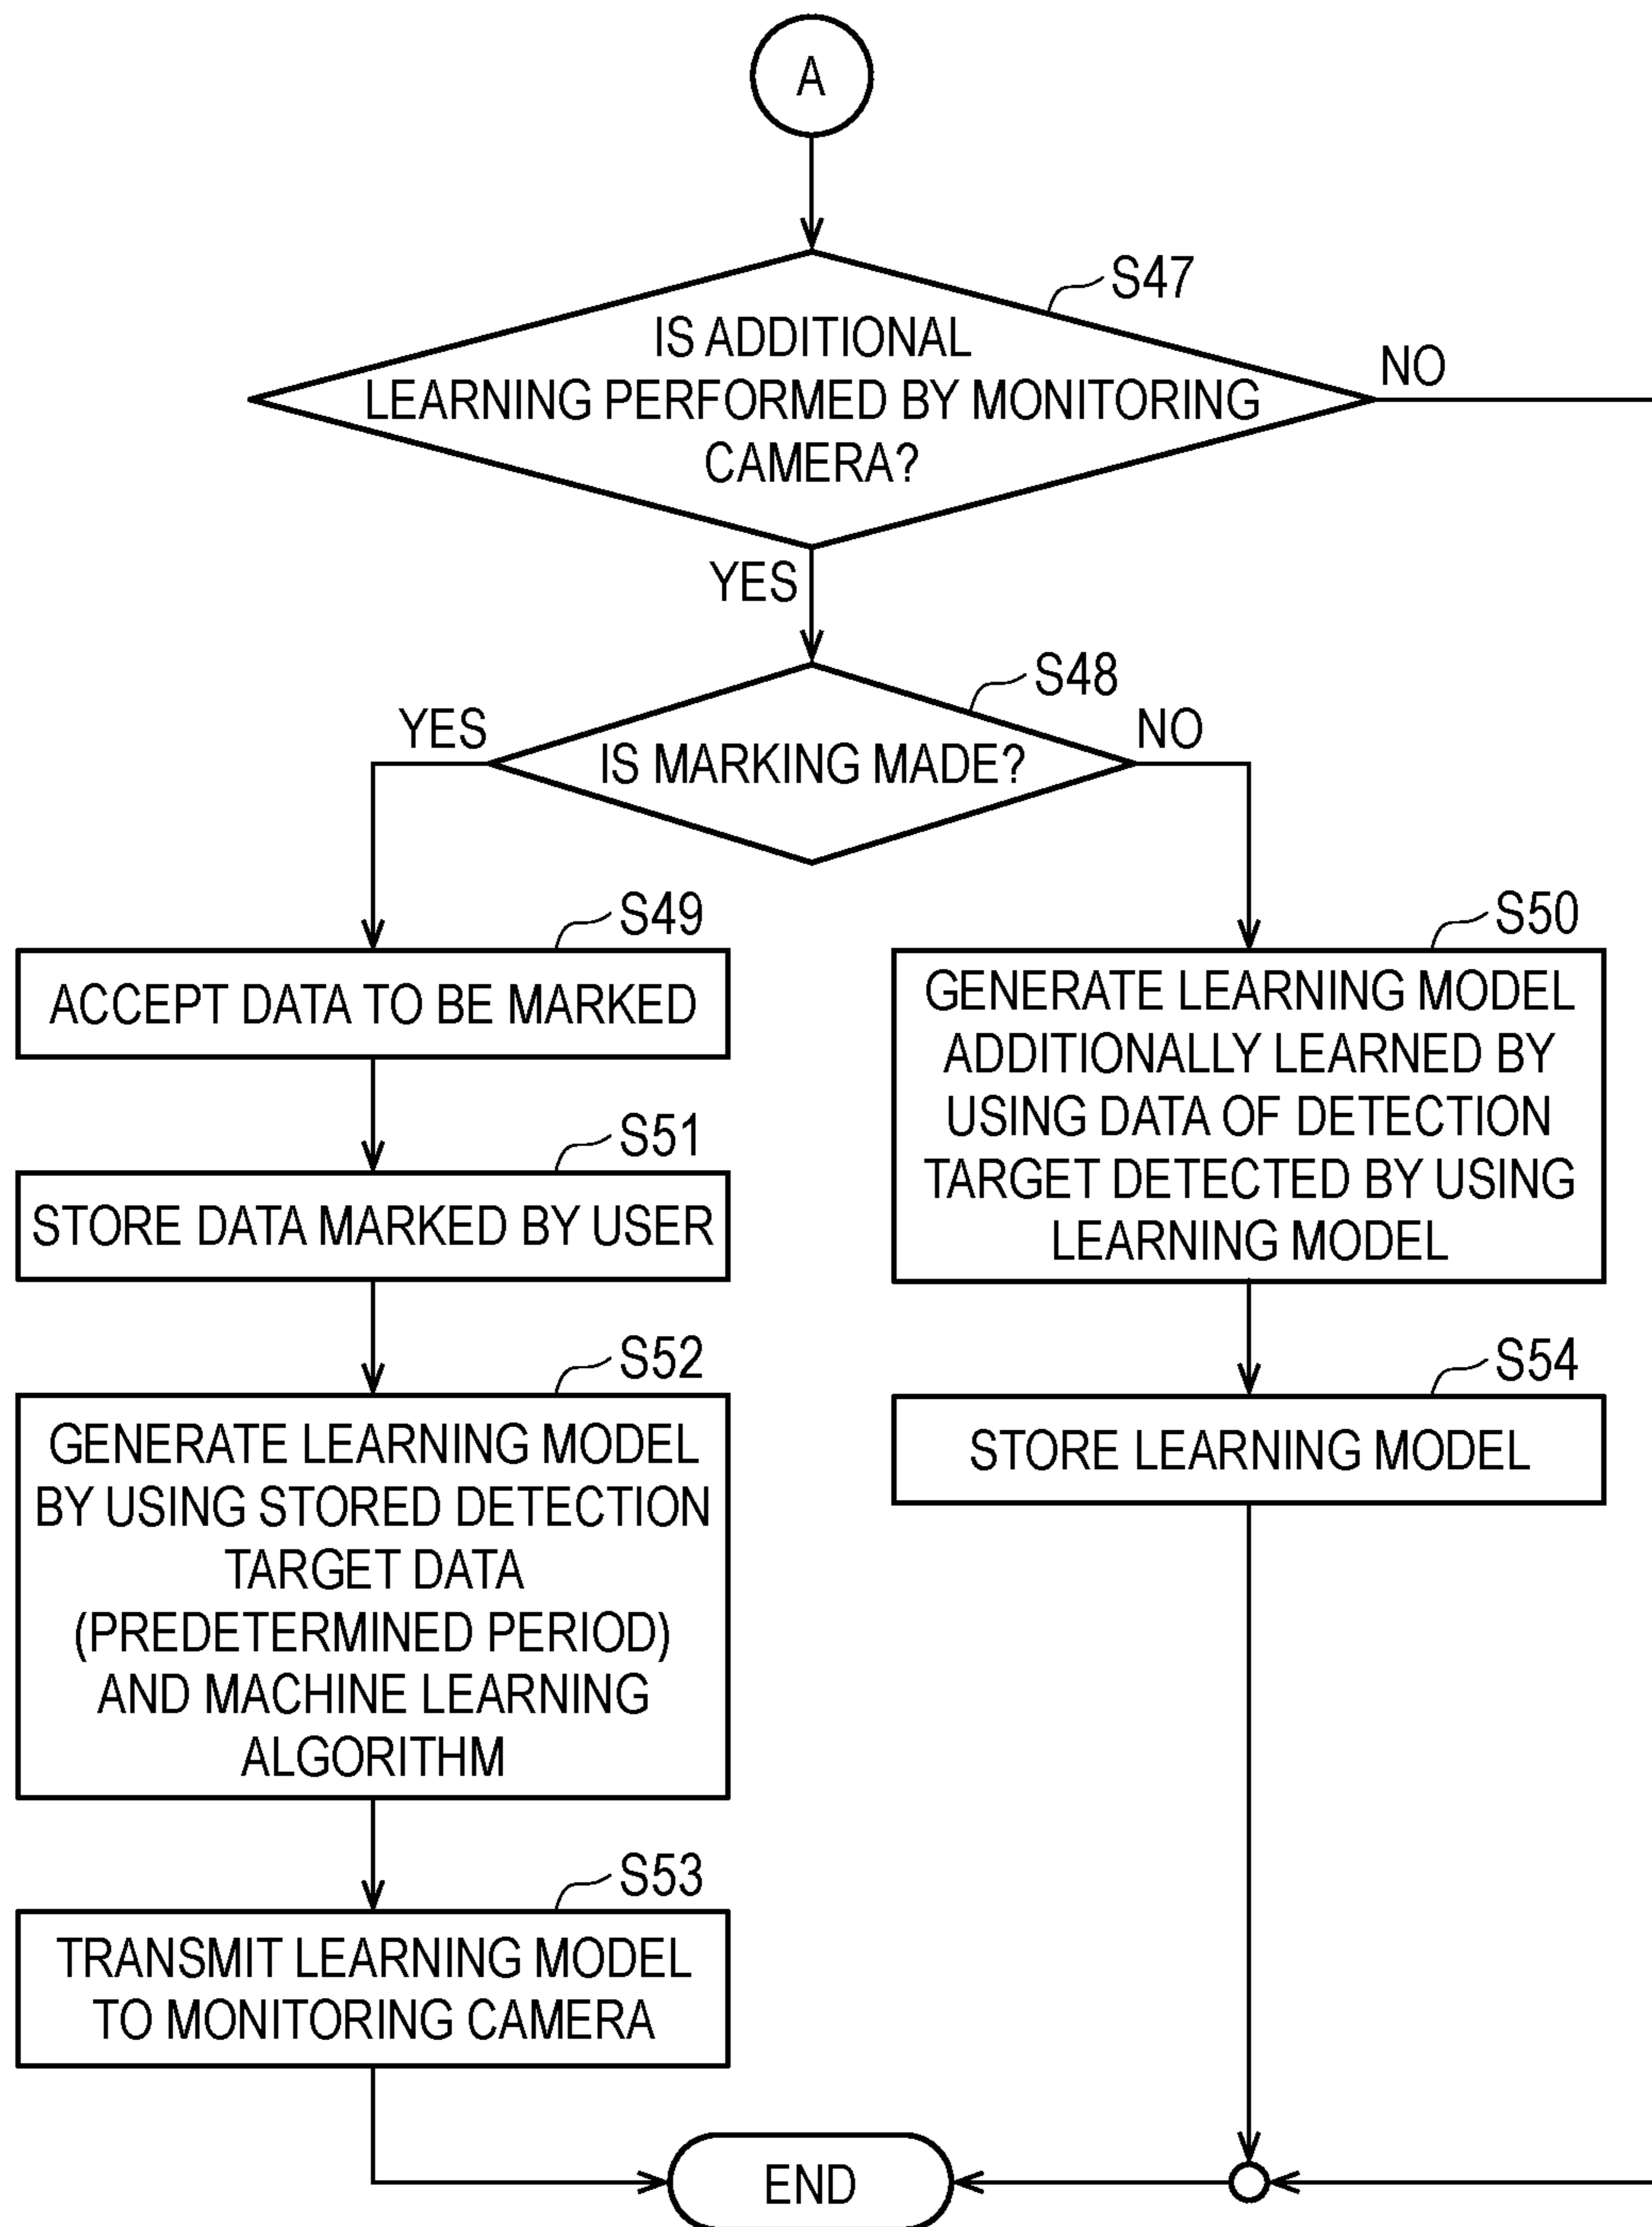 A
S47
IS ADDITIONAL
LEARNING PERFORMED BY MONITORING
CAMERA?
NO
YES
S48
YES
IS MARKING MADE?
NO
S49
ACCEPT DATA TO BE MARKED
S51
STORE DATA MARKED BY USER
S52
GENERATE LEARNING MODEL
BY USING STORED DETECTION
TARGET DATA
(PREDETERMINED PERIOD)
AND MACHINE LEARNING
ALGORITHM
S53
TRANSMIT LEARNING MODEL
TO MONITORING CAMERA
S50
GENERATE LEARNING MODEL
ADDITIONALLY LEARNED BY
USING DATA OF DETECTION
TARGET DETECTED BY USING
LEARNING MODEL
S54
STORE LEARNING MODEL
END